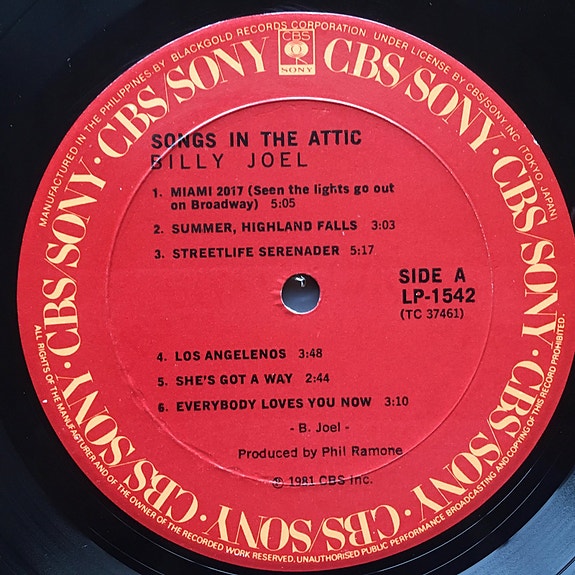 MANUFACTURED IN THE PHILIPPINES·BY BLACKGOLD RECORDS CORPORATION. UNDER LICENSE BY CBS/SONY INC. (TOKYO JAPAN)
CBS/SONY · CBS/SONY · CBS/SONY · CBS/SONY · CBS/SONY · CBS/SONY · CBS/SONY
CBS
SONY
SONGS IN THE ATTIC
BILLY JOEL
1. MIAMI 2017 (Seen the lights go out
on Broadway) 5:05
2. SUMMER, HIGHLAND FALLS 3:03
3. STREETLIFE SERENADER 5:17
SIDE A
LP-1542
(TC 37461)
4. LOS ANGELENOS 3:48
5. SHE'S GOT A WAY 2:44
6. EVERYBODY LOVES YOU NOW 3:10
- B. Joel -
Produced by Phil Ramone
© 1981 CBS Inc.
ALL RIGHTS OF THE MANUFACTURER AND OF THE OWNER OF THE RECORDED WORK RESERVED. UNAUTHORISED PUBLIC PERFORMANCE BROADCASTING AND COPYING OF THIS RECORD PROHIBITED.